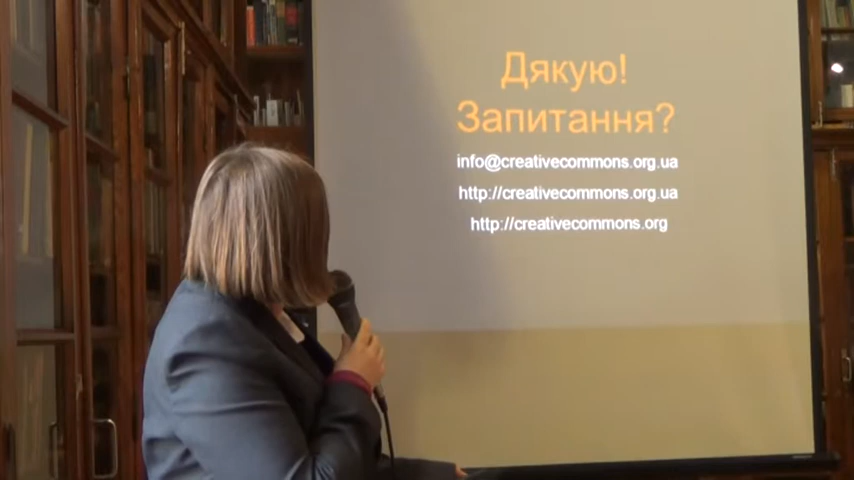 Дякую!
Запитання?
info@creativecommons.org.ua
http://creativecommons.org.ua
http://creativecommons.org